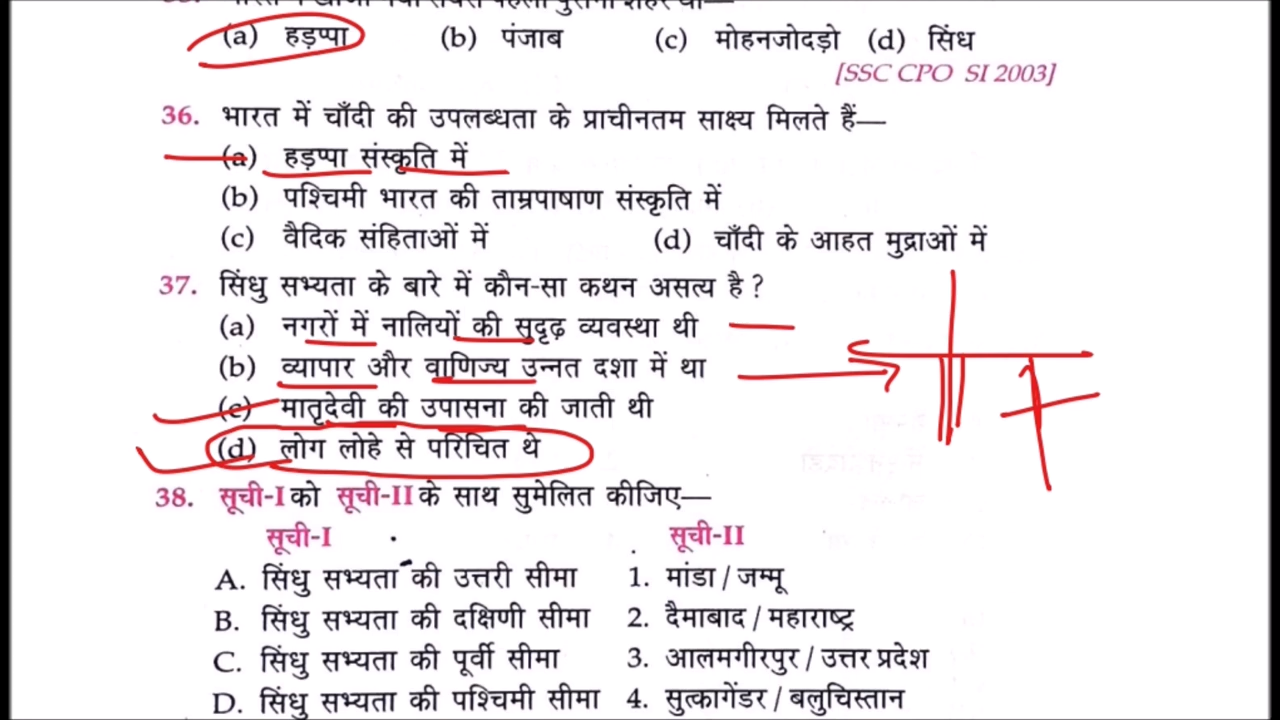 (a) हड़प्पा (b) पंजाब (c) मोहनजोदड़ो (d) सिंध
[SSC CPO SI 2003]
36. भारत में चाँदी की उपलब्धता के प्राचीनतम साक्ष्य मिलते हैं—
(a) हड़प्पा संस्कृति में
(b) पश्चिमी भारत की ताम्रपाषाण संस्कृति में
(c) वैदिक संहिताओं में (d) चाँदी के आहत मुद्राओं में
37. सिंधु सभ्यता के बारे में कौन-सा कथन असत्य है ?
(a) नगरों में नालियों की सुदृढ़ व्यवस्था थी
(b) व्यापार और वाणिज्य उन्नत दशा में था
(c) मातृदेवी की उपासना की जाती थी
(d) लोग लोहे से परिचित थे
38. सूची-I को सूची-II के साथ सुमेलित कीजिए—
सूची-I सूची-II
A. सिंधु सभ्यता की उत्तरी सीमा 1. मांडा / जम्मू
B. सिंधु सभ्यता की दक्षिणी सीमा 2. दैमाबाद / महाराष्ट्र
C. सिंधु सभ्यता की पूर्वी सीमा 3. आलमगीरपुर / उत्तर प्रदेश
D. सिंधु सभ्यता की पश्चिमी सीमा 4. सुत्कागेंडर / बलुचिस्तान